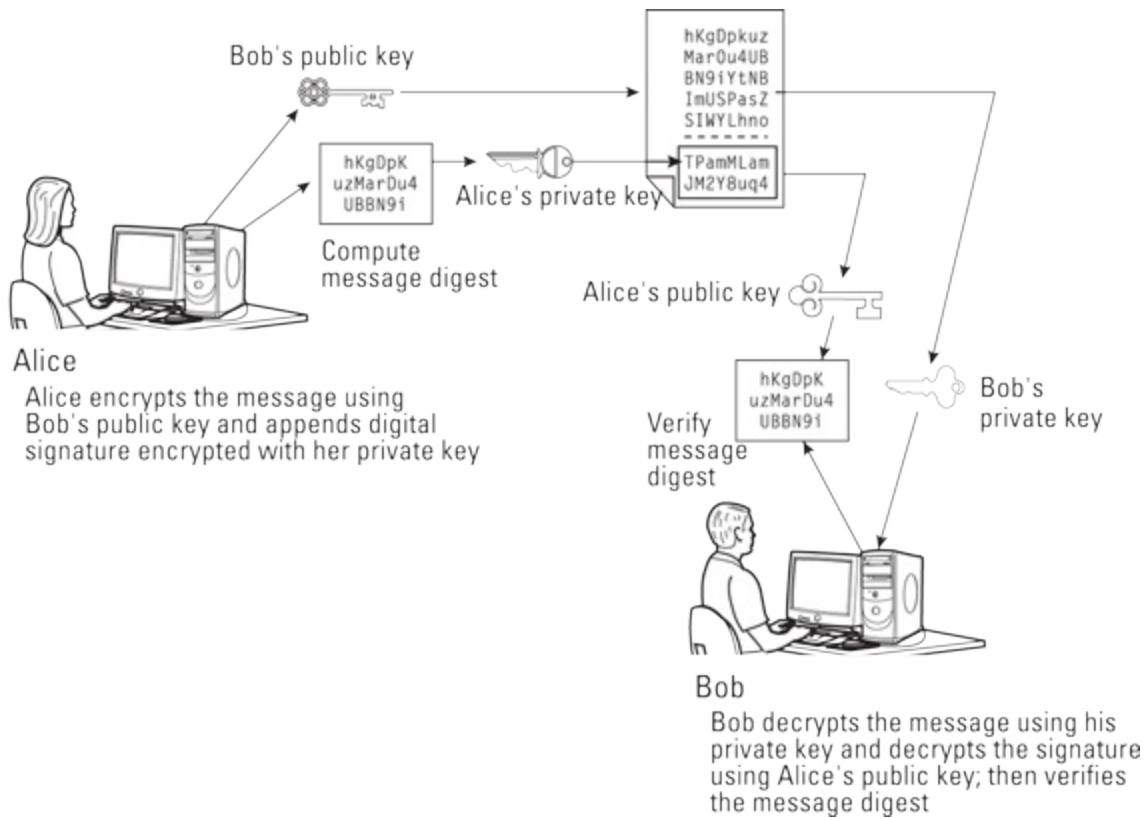 Bob's public key
hKgDpkuz
MarOu4UB
BN9iYtNB
ImUSPasZ
SIWYLhno
TPamMLam
JM2Y8uq4
hKgDpK
uzMarDu4
UBBN9i
Alice's private key
Compute
message digest
Alice's public key
Alice
Alice encrypts the message using
Bob's public key and appends digital
signature encrypted with her private key
hKgDpK
uzMarDu4
UBBN9i
Verify
message
digest
Bob's
private key
Bob
Bob decrypts the message using his
private key and decrypts the signature
using Alice's public key; then verifies
the message digest